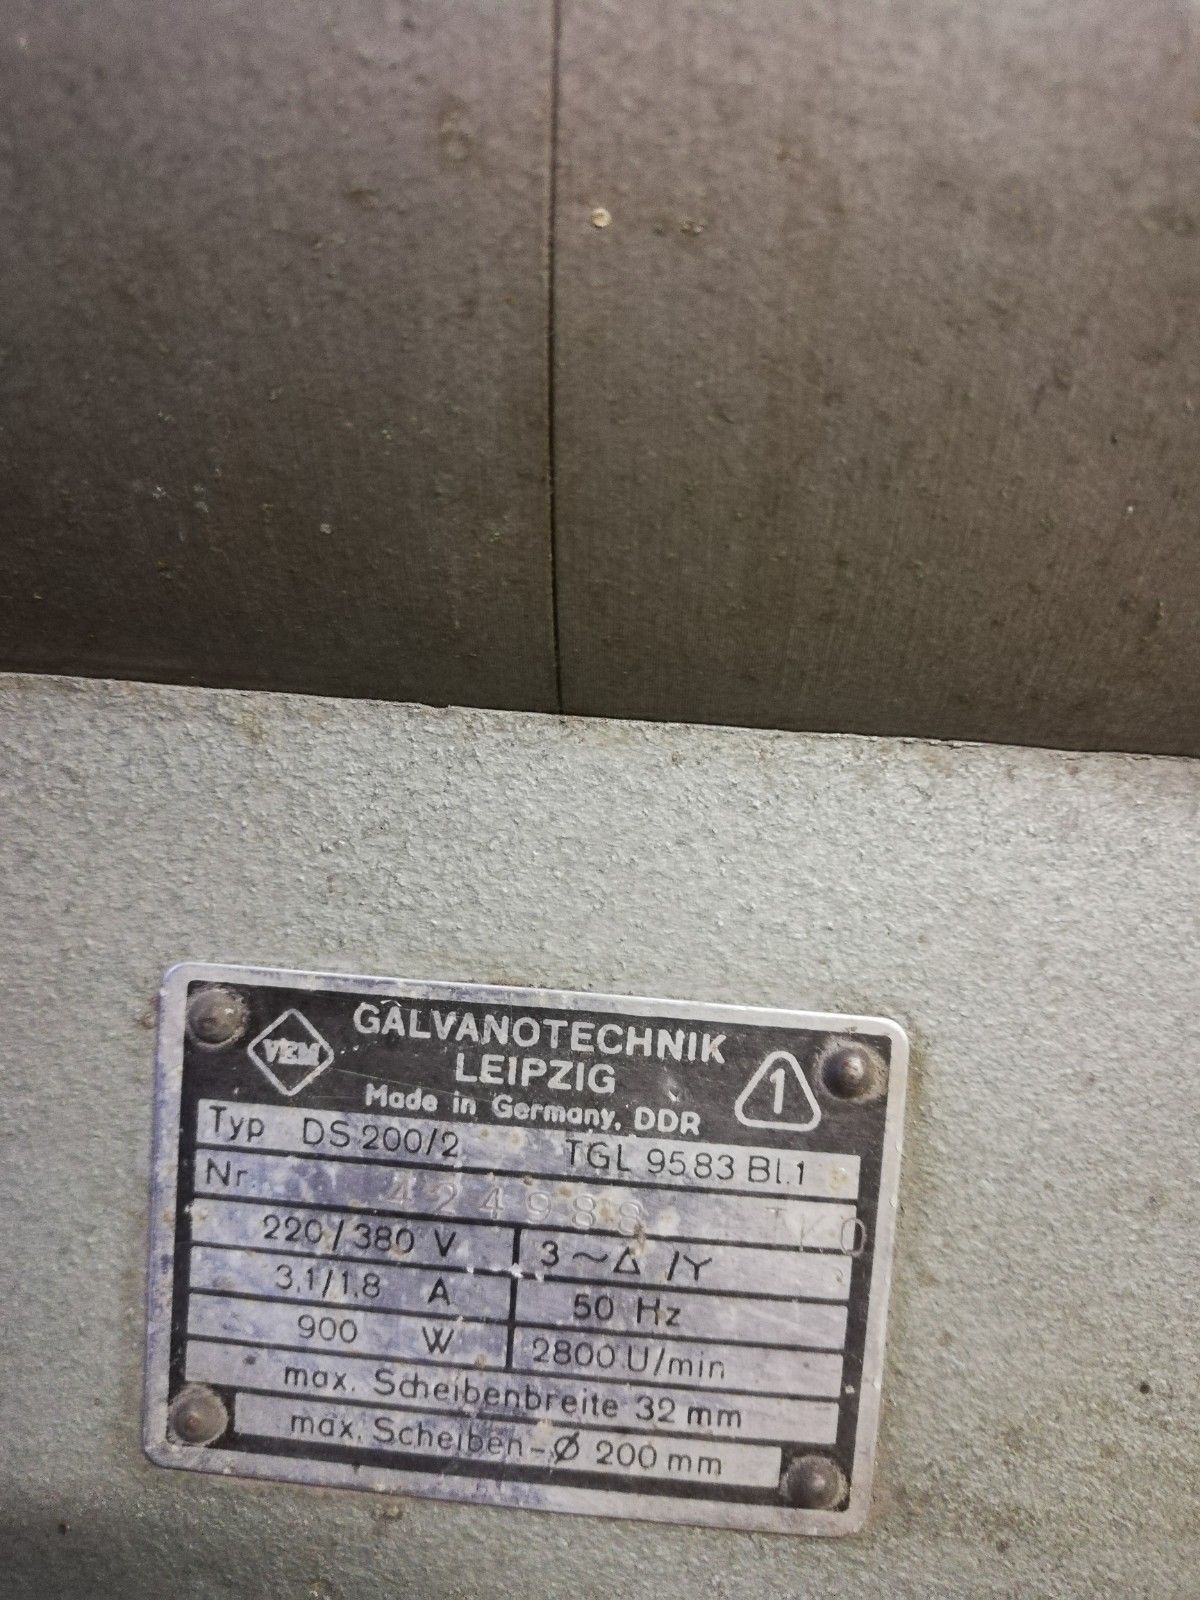 VEM
GALVANOTECHNIK
LEIPZIG
Made in Germany, DDR
1
Typ DS 200/2 TGL 9583 Bl.1
Nr. 424988 TKO
220/380 V 3~Δ/Y
3,1/1,8 A 50 Hz
900 W 2800 U/min
max. Scheibenbreite 32 mm
max. Scheiben-Ø 200 mm